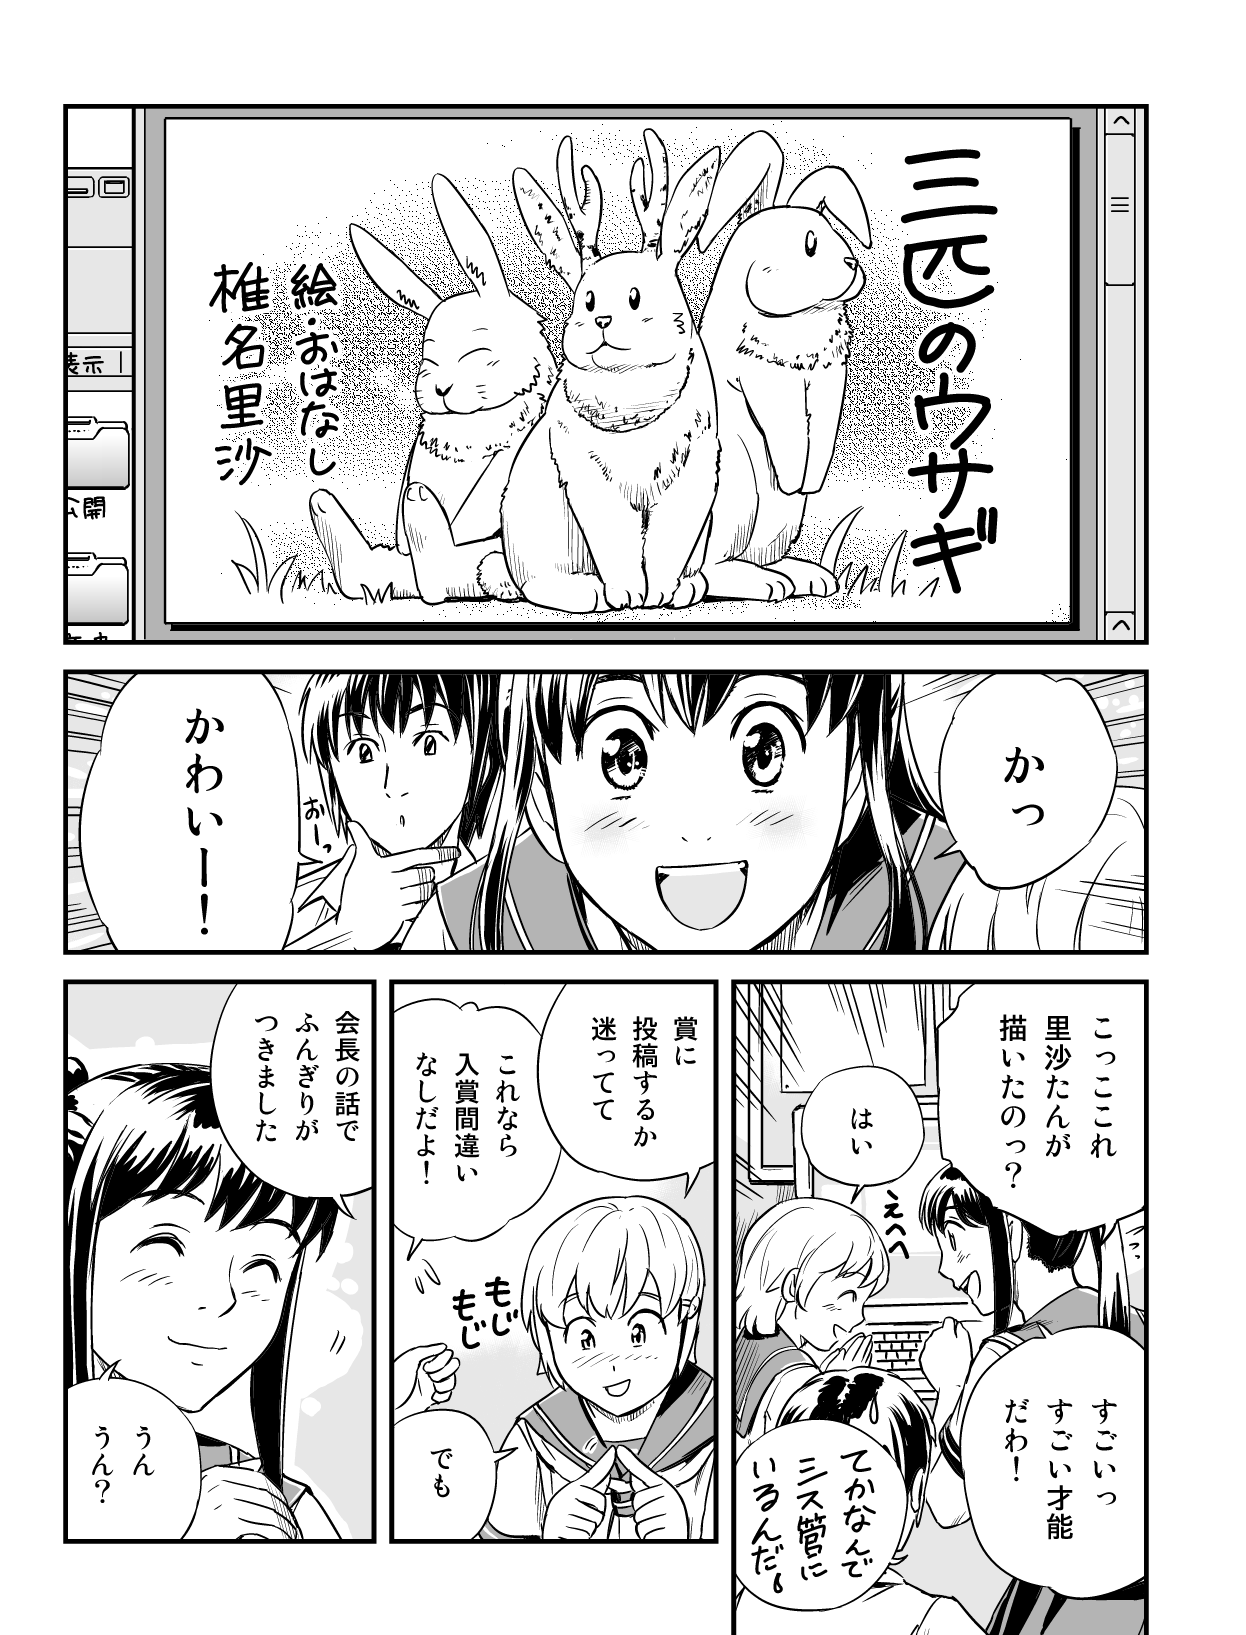 三匹のウサギ
絵・おはなし
椎名里沙
表示
公開
かっ
おーっ
かわいー！
こっここれ
里沙たんが
描いたのっ？
はい
えへへ
すごいっ
すごい才能
だわ！
てかなんで
ミス管に
いるんだ
賞に
投稿するか
迷ってて
これなら
入賞間違い
なしだよ！
もじ
もじ
でも
会長の話で
ふんぎりが
つきました
うん
うん？